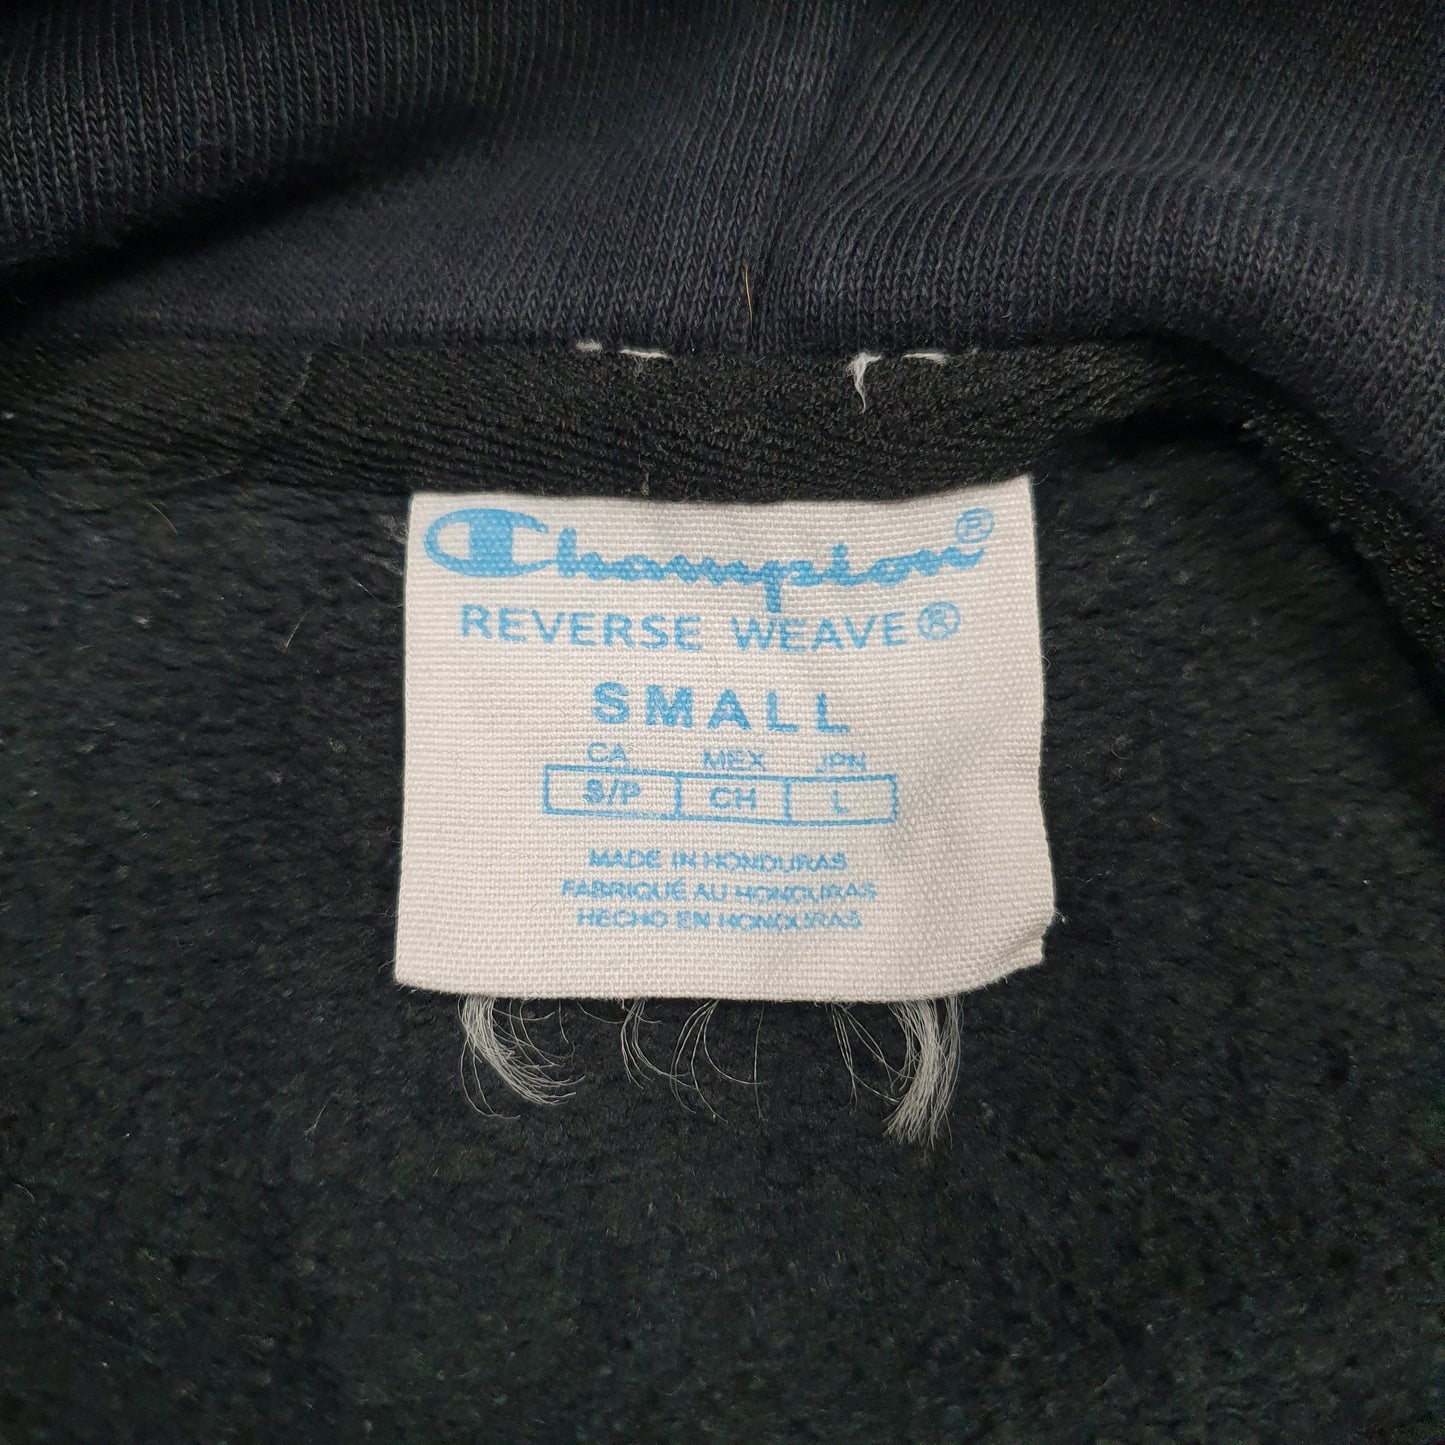 Champion®
REVERSE WEAVE®
SMALL
CA MEX JPN
S/P CH L
MADE IN HONDURAS
FABRIQUÉ AU HONDURAS
HECHO EN HONDURAS